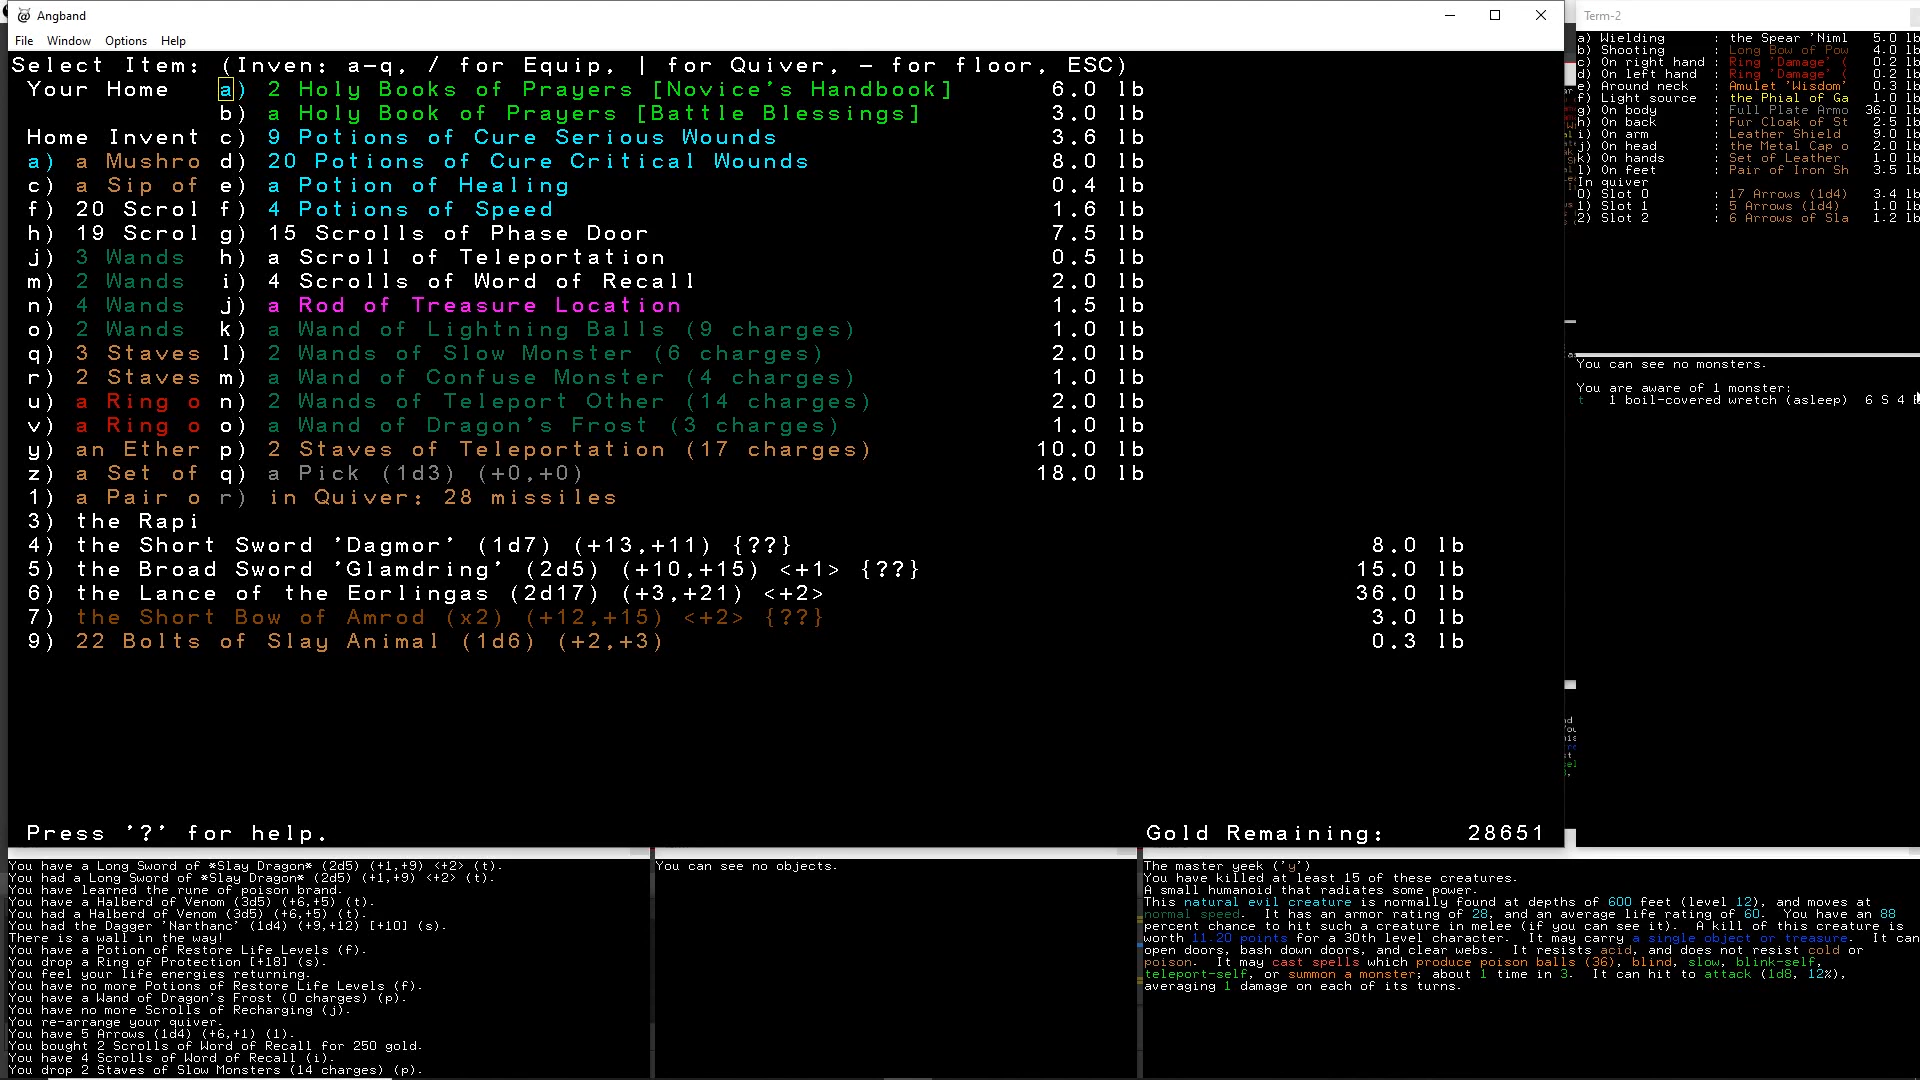 Angband
File Window Options Help
Select Item: (Inven: a-q, / for Equip, | for Quiver, - for floor, ESC)
Your Home a) 2 Holy Books of Prayers [Novice's Handbook] 6.0 lb
b) a Holy Book of Prayers [Battle Blessings] 3.0 lb
Home Invent c) 9 Potions of Cure Serious Wounds 3.6 lb
a) a Mushro d) 20 Potions of Cure Critical Wounds 8.0 lb
c) a Sip of e) a Potion of Healing 0.4 lb
f) 20 Scrol f) 4 Potions of Speed 1.6 lb
h) 19 Scrol g) 15 Scrolls of Phase Door 7.5 lb
j) 3 Wands h) a Scroll of Teleportation 0.5 lb
m) 2 Wands i) 4 Scrolls of Word of Recall 2.0 lb
n) 4 Wands j) a Rod of Treasure Location 1.5 lb
o) 2 Wands k) a Wand of Lightning Balls (9 charges) 1.0 lb
q) 3 Staves l) 2 Wands of Slow Monster (6 charges) 2.0 lb
r) 2 Staves m) a Wand of Confuse Monster (4 charges) 1.0 lb
u) a Ring o n) 2 Wands of Teleport Other (14 charges) 2.0 lb
v) a Ring o o) a Wand of Dragon's Frost (3 charges) 1.0 lb
y) an Ether p) 2 Staves of Teleportation (17 charges) 10.0 lb
z) a Set of q) a Pick (1d3) (+0,+0) 18.0 lb
1) a Pair o r) in Quiver: 28 missiles
3) the Rapi
4) the Short Sword 'Dagmor' (1d7) (+13,+11) {??} 8.0 lb
5) the Broad Sword 'Glamdring' (2d5) (+10,+15) <+1> {??} 15.0 lb
6) the Lance of the Eorlingas (2d17) (+3,+21) <+2> 36.0 lb
7) the Short Bow of Amrod (x2) (+12,+15) <+2> {??} 3.0 lb
9) 22 Bolts of Slay Animal (1d6) (+2,+3) 0.3 lb
Press '?' for help. Gold Remaining: 28651
Term-2
a) Wielding : the Spear 'Niml 5.0 lb
b) Shooting : Long Bow of Pow 4.0 lb
c) On right hand : Ring 'Damage' ( 0.2 lb
d) On left hand : Ring 'Damage' ( 0.2 lb
e) Around neck : Amulet 'Wisdom' 0.3 lb
f) Light source : the Phial of Ga 1.0 lb
g) On body : Full Plate Armo 36.0 lb
h) On back : Fur Cloak of St 2.5 lb
i) On arm : Leather Shield 9.0 lb
j) On head : the Metal Cap o 2.0 lb
k) On hands : Set of Leather 1.0 lb
l) On feet : Pair of Iron Sh 3.5 lb
In quiver
0) Slot 0 : 17 Arrows (1d4) 3.4 lb
1) Slot 1 : 5 Arrows (1d4) 1.0 lb
2) Slot 2 : 6 Arrows of Sla 1.2 lb
You can see no monsters.
You are aware of 1 monster:
t 1 boil-covered wretch (asleep) 6 S 4
You have a Long Sword of *Slay Dragon* (2d5) (+1,+9) <+2> (t).
You had a Long Sword of *Slay Dragon* (2d5) (+1,+9) <+2> (t).
You have learned the rune of poison brand.
You have a Halberd of Venom (3d5) (+6,+5) (t).
You had a Halberd of Venom (3d5) (+6,+5) (t).
You had the Dagger 'Narthanc' (1d4) (+9,+12) [+10] (s).
There is a wall in the way!
You have a Potion of Restore Life Levels (f).
You drop a Ring of Protection [+18] (s).
You feel your life energies returning.
You have no more Potions of Restore Life Levels (f).
You have a Wand of Dragon's Frost (0 charges) (p).
You have no more Scrolls of Recharging (j).
You re-arrange your quiver.
You have 5 Arrows (1d4) (+6,+1) (1).
You bought 2 Scrolls of Word of Recall for 250 gold.
You have 4 Scrolls of Word of Recall (i).
You drop 2 Staves of Slow Monsters (14 charges) (p).
You can see no objects.
The master yeek ('y')
You have killed at least 15 of these creatures.
A small humanoid that radiates some power.
This natural evil creature is normally found at depths of 600 feet (level 12), and moves at
normal speed. It has an armor rating of 28, and an average life rating of 60. You have an 88
percent chance to hit such a creature in melee (if you can see it). A kill of this creature is
worth 11.20 points for a 30th level character. It may carry a single object or treasure. It can
open doors, bash down doors, and clear webs. It resists acid, and does not resist cold or
poison. It may cast spells which produce poison balls (36), blind, slow, blink-self,
teleport-self, or summon a monster; about 1 time in 3. It can hit to attack (1d8, 12%),
averaging 1 damage on each of its turns.